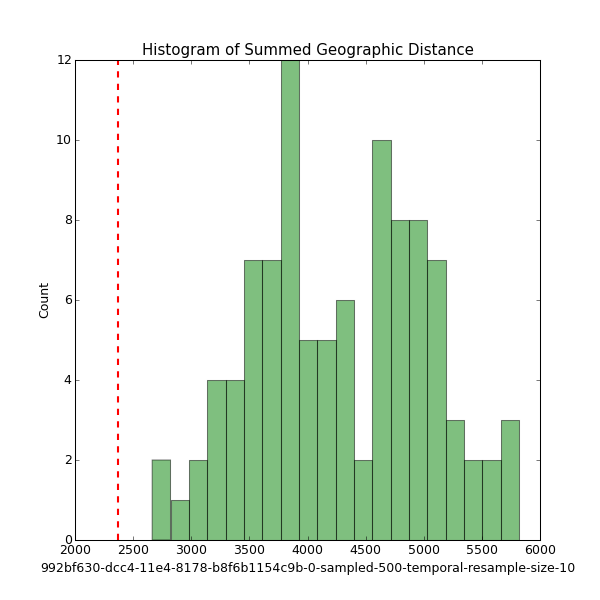 Histogram of Summed Geographic Distance
12
10
8
6
4
2
0
Count
2000 2500 3000 3500 4000 4500 5000 5500 6000
992bf630-dcc4-11e4-8178-b8f6b1154c9b-0-sampled-500-temporal-resample-size-10